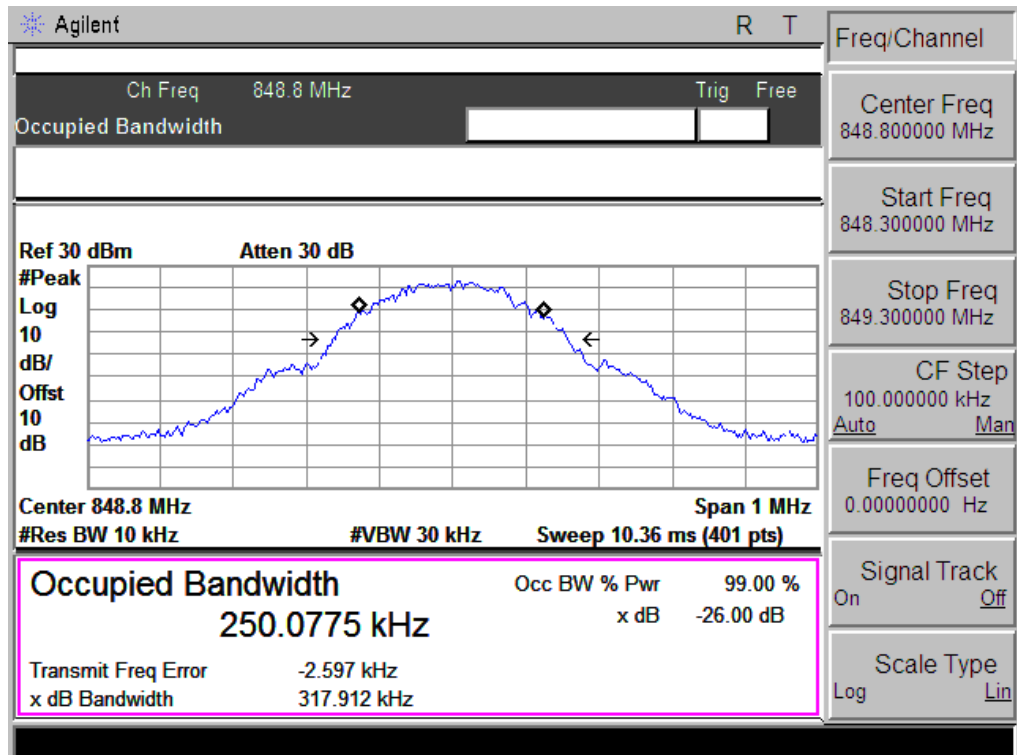 Agilent R T
Ch Freq 848.8 MHz Trig Free
Occupied Bandwidth
Ref 30 dBm Atten 30 dB
#Peak
Log
10
dB/
Offst
10
dB
Center 848.8 MHz Span 1 MHz
#Res BW 10 kHz #VBW 30 kHz Sweep 10.36 ms (401 pts)
Occupied Bandwidth Occ BW % Pwr 99.00 %
250.0775 kHz x dB -26.00 dB
Transmit Freq Error -2.597 kHz
x dB Bandwidth 317.912 kHz
Freq/Channel
Center Freq
848.800000 MHz
Start Freq
848.300000 MHz
Stop Freq
849.300000 MHz
CF Step
100.000000 kHz
Auto Man
Freq Offset
0.00000000 Hz
Signal Track
On Off
Scale Type
Log Lin